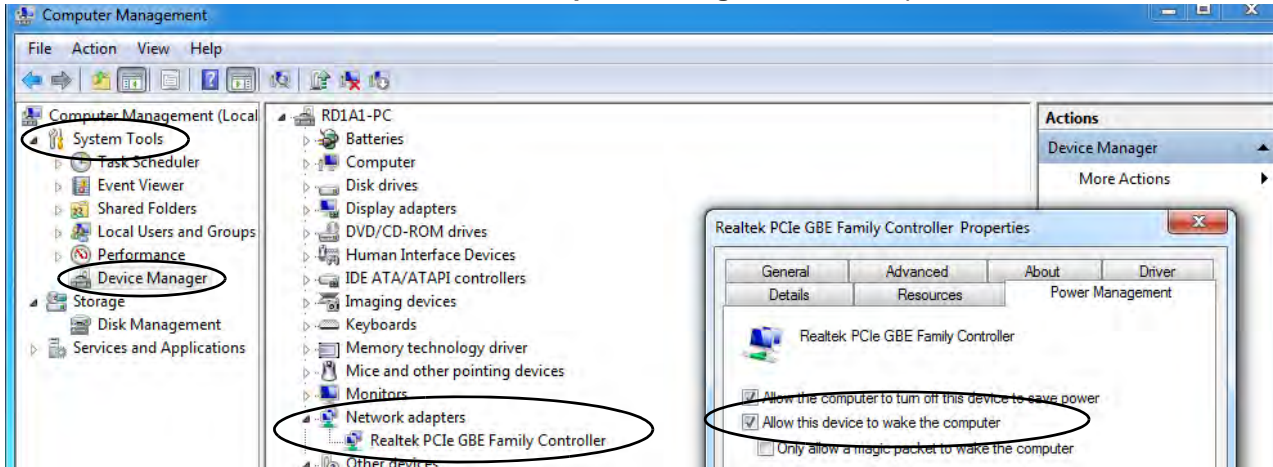 Computer Management
File Action View Help
Computer Management (Local
System Tools
Task Scheduler
Event Viewer
Shared Folders
Local Users and Groups
Performance
Device Manager
Storage
Disk Management
Services and Applications
RD1A1-PC
Batteries
Computer
Disk drives
Display adapters
DVD/CD-ROM drives
Human Interface Devices
IDE ATA/ATAPI controllers
Imaging devices
Keyboards
Memory technology driver
Mice and other pointing devices
Monitors
Network adapters
Realtek PCIe GBE Family Controller
Other devices
Actions
Device Manager
More Actions
Realtek PCIe GBE Family Controller Properties
General Advanced About Driver
Details Resources Power Management
Realtek PCIe GBE Family Controller
Allow the computer to turn off this device to save power
Allow this device to wake the computer
Only allow a magic packet to wake the computer